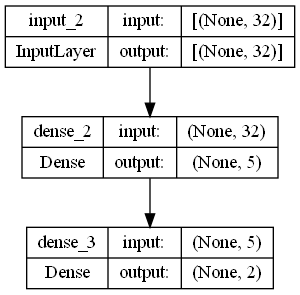 input_2 input: [(None, 32)]
InputLayer output: [(None, 32)]
dense_2 input: (None, 32)
Dense output: (None, 5)
dense_3 input: (None, 5)
Dense output: (None, 2)